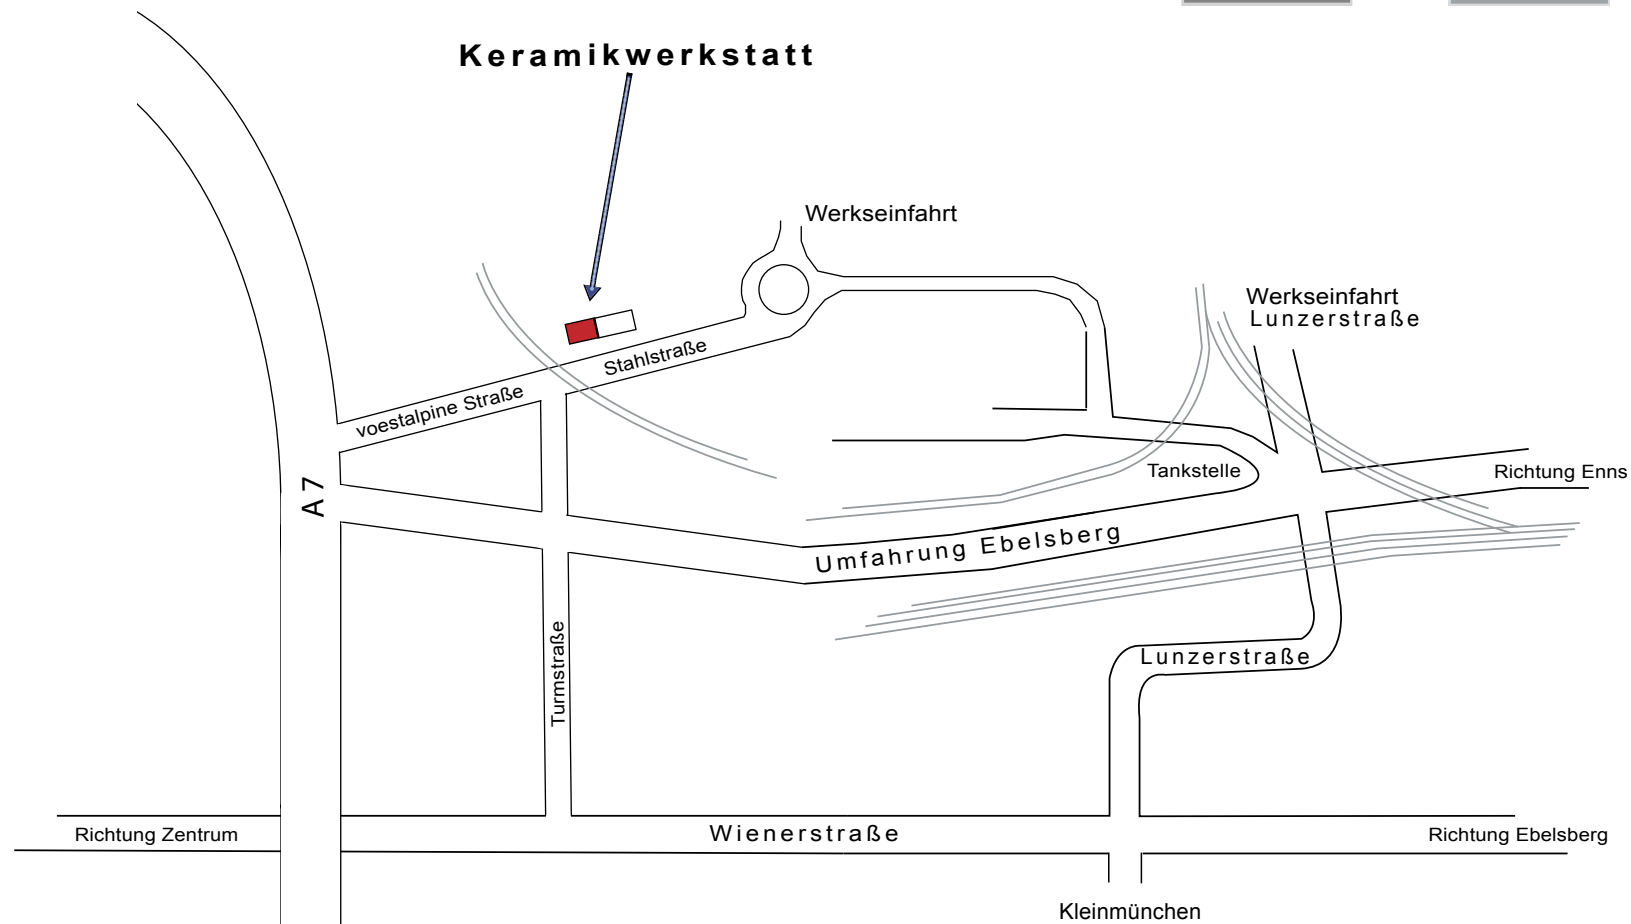 Keramikwerkstatt
Werkseinfahrt
Werkseinfahrt
Lunzerstraße
Stahlstraße
voestalpine Straße
Tankstelle
Richtung Enns
A 7
Umfahrung Ebelsberg
Turmstraße
Lunzerstraße
Richtung Zentrum
Wienerstraße
Richtung Ebelsberg
Kleinmünchen